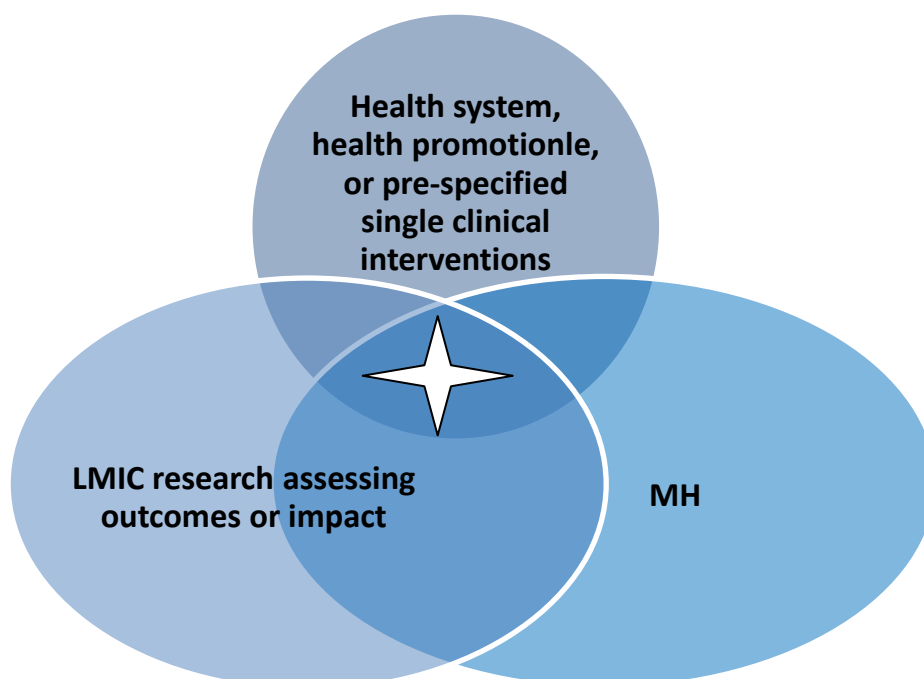 Health system,
health promotionle,
or pre-specified
single clinical
interventions
LMIC research assessing
outcomes or impact
MH